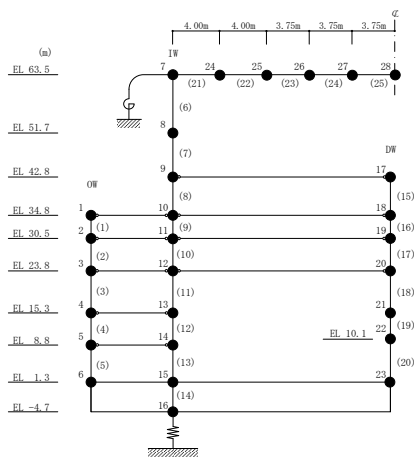 ℄
4.00m 4.00m 3.75m 3.75m 3.75m
(m) IW
EL 63.5 7 24 25 26 27 28
(21) (22) (23) (24) (25)
(6)
EL 51.7 8
(7) DW
EL 42.8 9 17
OW (8) (15)
EL 34.8 1 10 18
(1) (9) (16)
EL 30.5 2 11 19
(2) (10) (17)
EL 23.8 3 12 20
(3) (11) (18)
EL 15.3 4 13 21
(4) (12) (19)
EL 10.1 22
EL 8.8 5 14
(5) (13) (20)
EL 1.3 6 15 23
(14)
EL -4.7 16